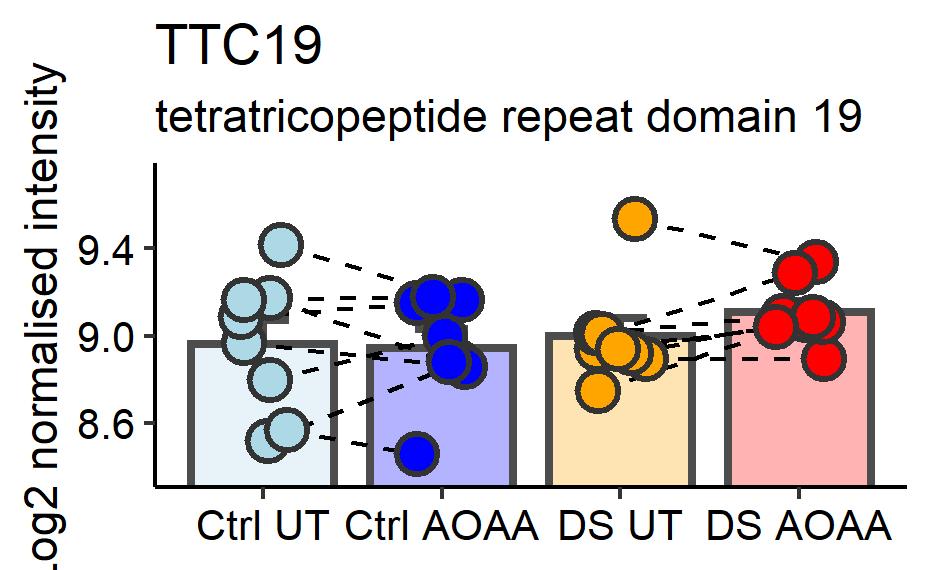 TTC19
tetratricopeptide repeat domain 19
og2 normalised intensity
9.4
9.0
8.6
Ctrl UT Ctrl AOAA DS UT DS AOAA